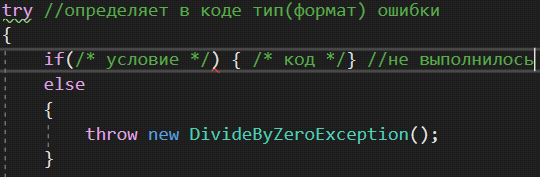 try //определяет в коде тип(формат) ошибки
{
if(/* условие */) { /* код */} //не выполнилось
else
{
throw new DivideByZeroException();
}